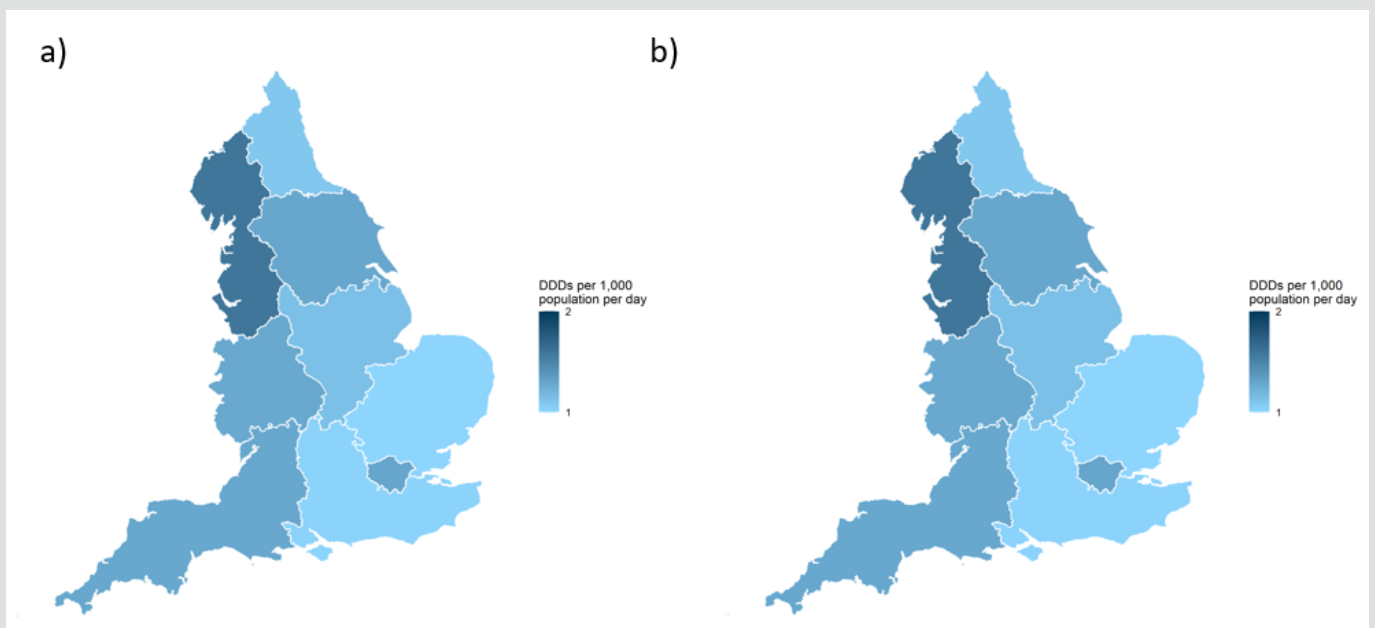 a)
DDDs per 1,000
population per day
2
1
b)
DDDs per 1,000
population per day
2
1